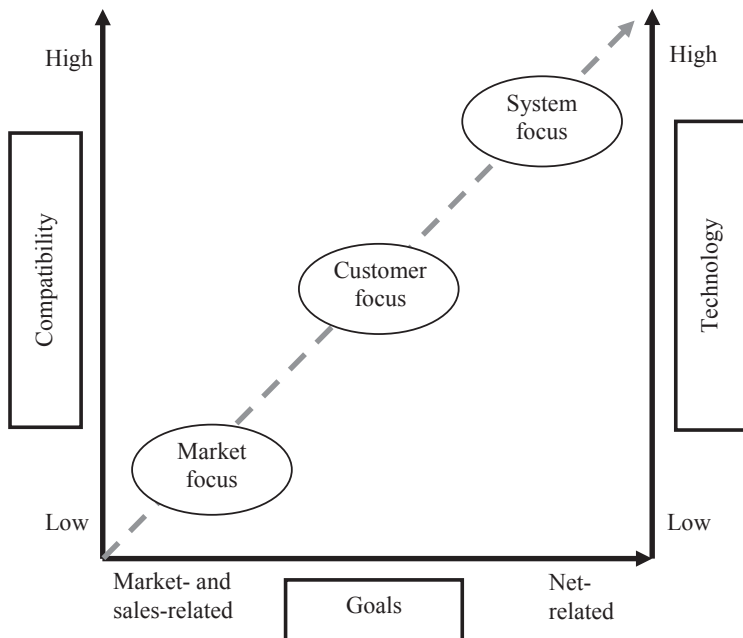 High
High
System
focus
Compatibility
Customer
focus
Technology
Market
focus
Low
Low
Market- and
sales-related
Goals
Net-
related